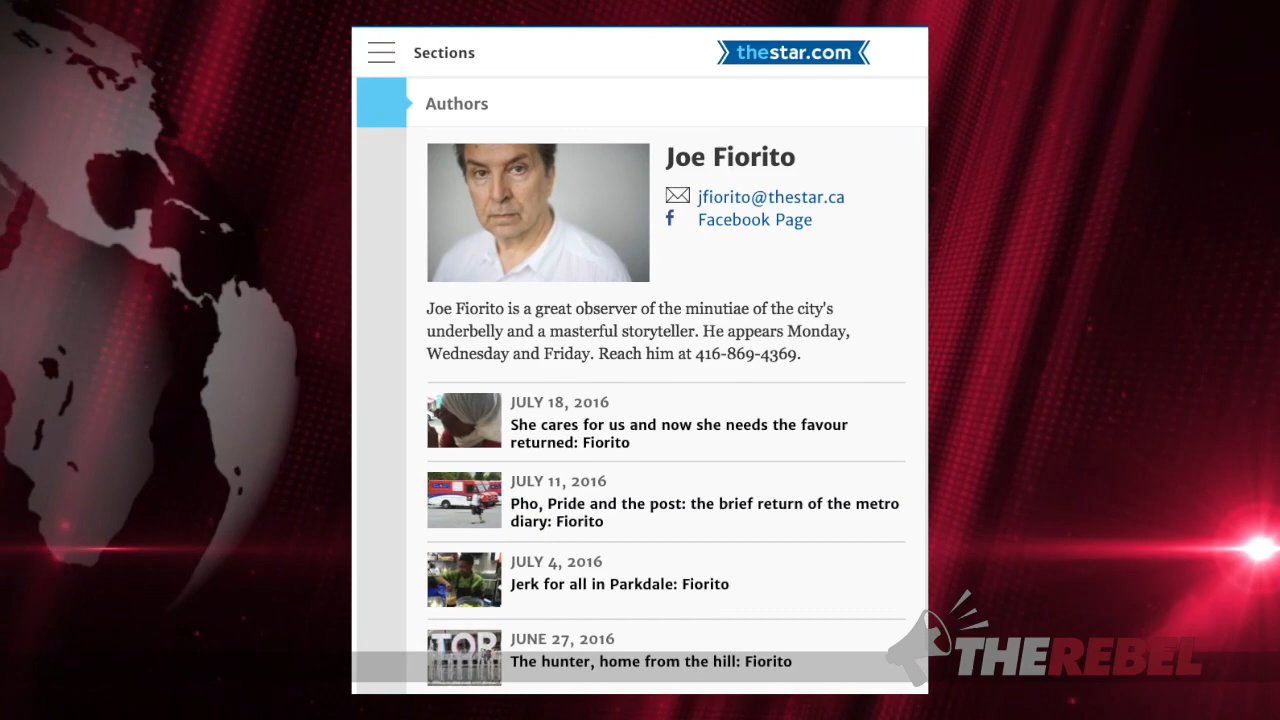 Sections
thestar.com
Authors
Joe Fiorito
jfiorito@thestar.ca
f
Facebook Page
Joe Fiorito is a great observer of the minutiae of the city's
underbelly and a masterful storyteller. He appears Monday,
Wednesday and Friday. Reach him at 416-869-4369.
JULY 18, 2016
She cares for us and now she needs the favour
returned: Fiorito
JULY 11, 2016
Pho, Pride and the post: the brief return of the metro
diary: Fiorito
JULY 4, 2016
Jerk for all in Parkdale: Fiorito
TOR
JUNE 27, 2016
The hunter, home from the hill: Fiorito
THEREBEL